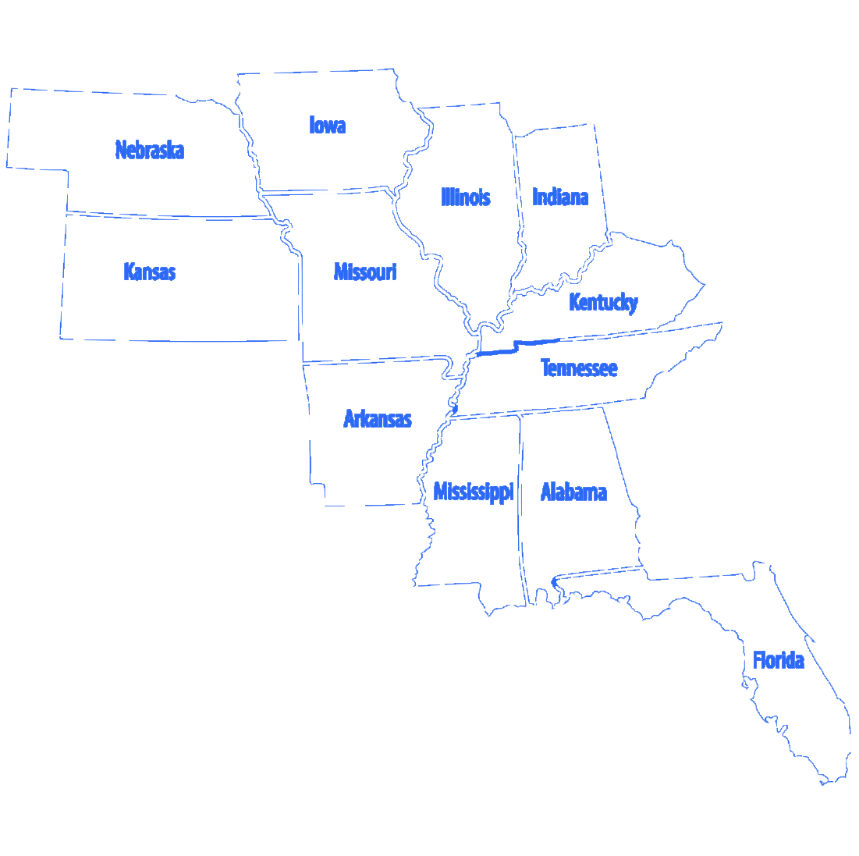 Iowa
Nebraska
Illinois
Indiana
Kansas
Missouri
Kentucky
Tennessee
Arkansas
Mississippi
Alabama
Florida